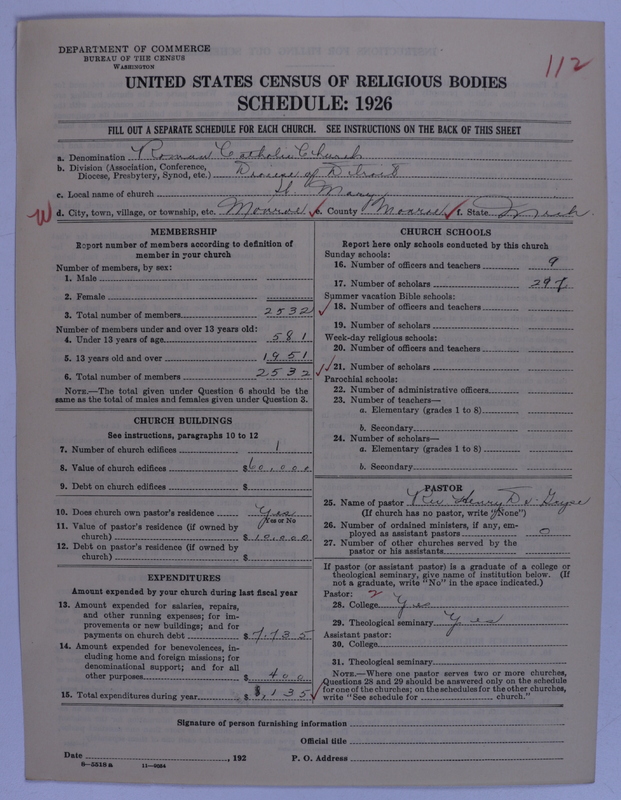 DEPARTMENT OF COMMERCE
BUREAU OF THE CENSUS
WASHINGTON
112
UNITED STATES CENSUS OF RELIGIOUS BODIES
SCHEDULE: 1926
FILL OUT A SEPARATE SCHEDULE FOR EACH CHURCH. SEE INSTRUCTIONS ON THE BACK OF THIS SHEET
a. Denomination Roman Catholic Church
b. Division (Association, Conference, Diocese, Presbytery, Synod, etc.) Diocese of Detroit
c. Local name of church St. Mary
W d. City, town, village, or township, etc. Monroe e. County Monroe f. State Mich.
MEMBERSHIP
Report number of members according to definition of
member in your church
Number of members, by sex:
1. Male
2. Female
3. Total number of members 2532
Number of members under and over 13 years old:
4. Under 13 years of age 581
5. 13 years old and over 1951
6. Total number of members 2532
NOTE.—The total given under Question 6 should be the
same as the total of males and females given under Question 3.
CHURCH BUILDINGS
See instructions, paragraphs 10 to 12
7. Number of church edifices 1
8. Value of church edifices $60,000
9. Debt on church edifices $
10. Does church own pastor's residence Yes
Yes or No
11. Value of pastor's residence (if owned by
church) $10,000
12. Debt on pastor's residence (if owned by
church) $
EXPENDITURES
Amount expended by your church during last fiscal year
13. Amount expended for salaries, repairs,
and other running expenses; for im-
provements or new buildings; and for
payments on church debt $7,735
14. Amount expended for benevolences, in-
cluding home and foreign missions; for
denominational support; and for all
other purposes $400
15. Total expenditures during year $8,135
CHURCH SCHOOLS
Report here only schools conducted by this church
Sunday schools:
16. Number of officers and teachers 9
17. Number of scholars 297
Summer vacation Bible schools:
18. Number of officers and teachers
19. Number of scholars
Week-day religious schools:
20. Number of officers and teachers
21. Number of scholars
Parochial schools:
22. Number of administrative officers
23. Number of teachers—
a. Elementary (grades 1 to 8)
b. Secondary
24. Number of scholars—
a. Elementary (grades 1 to 8)
b. Secondary
PASTOR
25. Name of pastor Rev Henry De
(If church has no pastor, write "None")
26. Number of ordained ministers, if any, em-
ployed as assistant pastors 0
27. Number of other churches served by the
pastor or his assistants
If pastor (or assistant pastor) is a graduate of a college or
theological seminary, give name of institution below. (If
not a graduate, write "No" in the space indicated.)
Pastor: 2
28. College Yes
29. Theological seminary Yes
Assistant pastor:
30. College
31. Theological seminary
NOTE.—Where one pastor serves two or more churches,
Questions 28 and 29 should be answered only on the schedule
for one of the churches; on the schedules for the other churches,
write "See schedule for church."
Signature of person furnishing information
Official title
Date , 192 P. O. Address
8—5518 a 11—9034